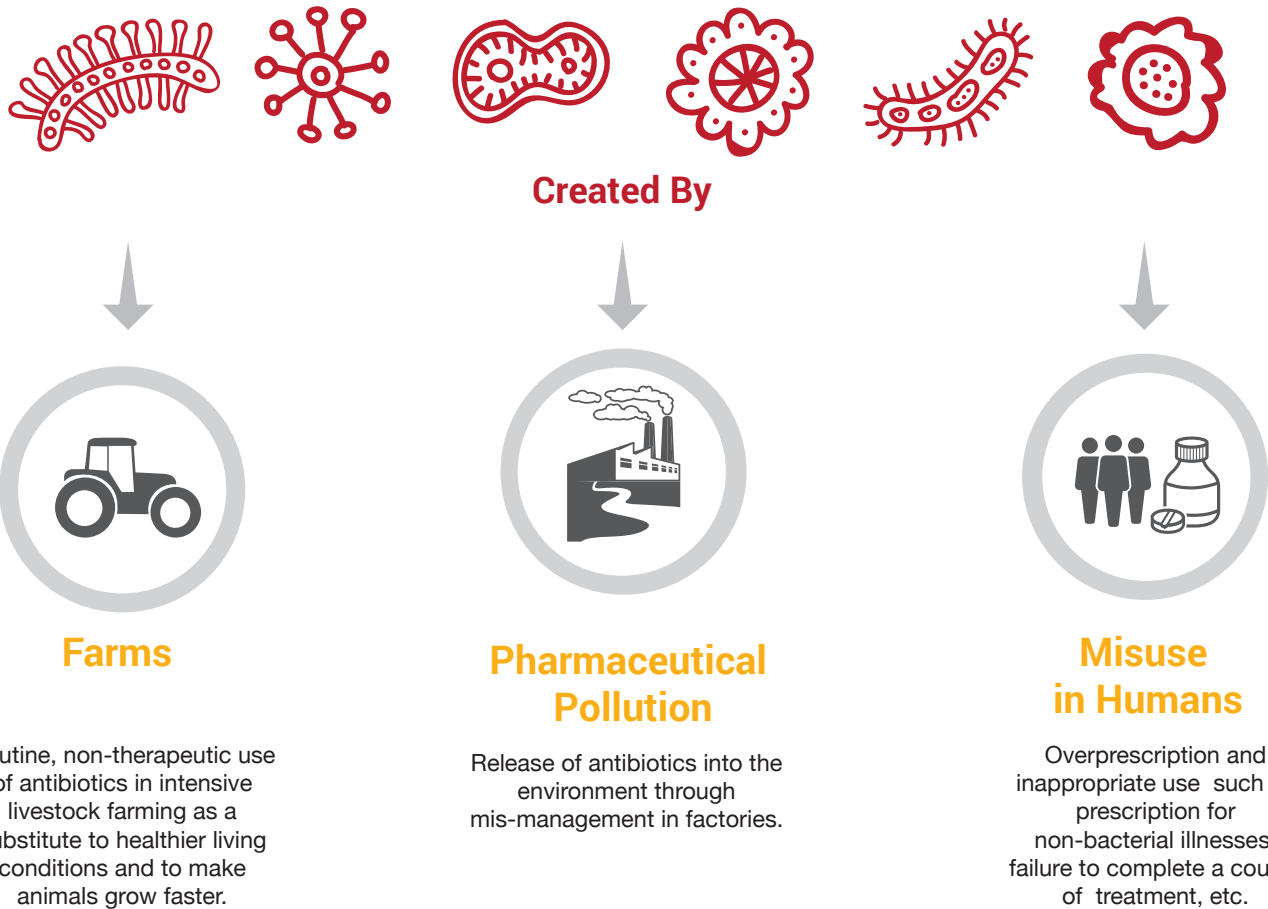 Created By
Farms
utine, non-therapeutic use
of antibiotics in intensive
livestock farming as a
ubstitute to healthier living
conditions and to make
animals grow faster.
Pharmaceutical
Pollution
Release of antibiotics into the
environment through
mis-management in factories.
Misuse
in Humans
Overprescription and
inappropriate use such
prescription for
non-bacterial illnesses
failure to complete a cou
of treatment, etc.